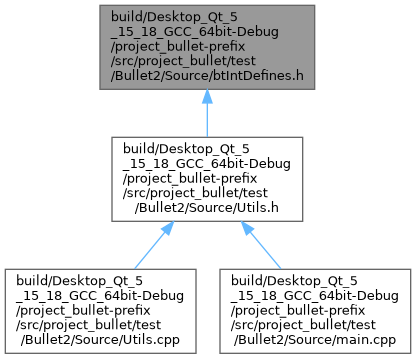 build/Desktop_Qt_5
_15_18_GCC_64bit-Debug
/project_bullet-prefix
/src/project_bullet/test
/Bullet2/Source/btIntDefines.h
build/Desktop_Qt_5
_15_18_GCC_64bit-Debug
/project_bullet-prefix
/src/project_bullet/test
/Bullet2/Source/Utils.h
build/Desktop_Qt_5
_15_18_GCC_64bit-Debug
/project_bullet-prefix
/src/project_bullet/test
/Bullet2/Source/Utils.cpp
build/Desktop_Qt_5
_15_18_GCC_64bit-Debug
/project_bullet-prefix
/src/project_bullet/test
/Bullet2/Source/main.cpp